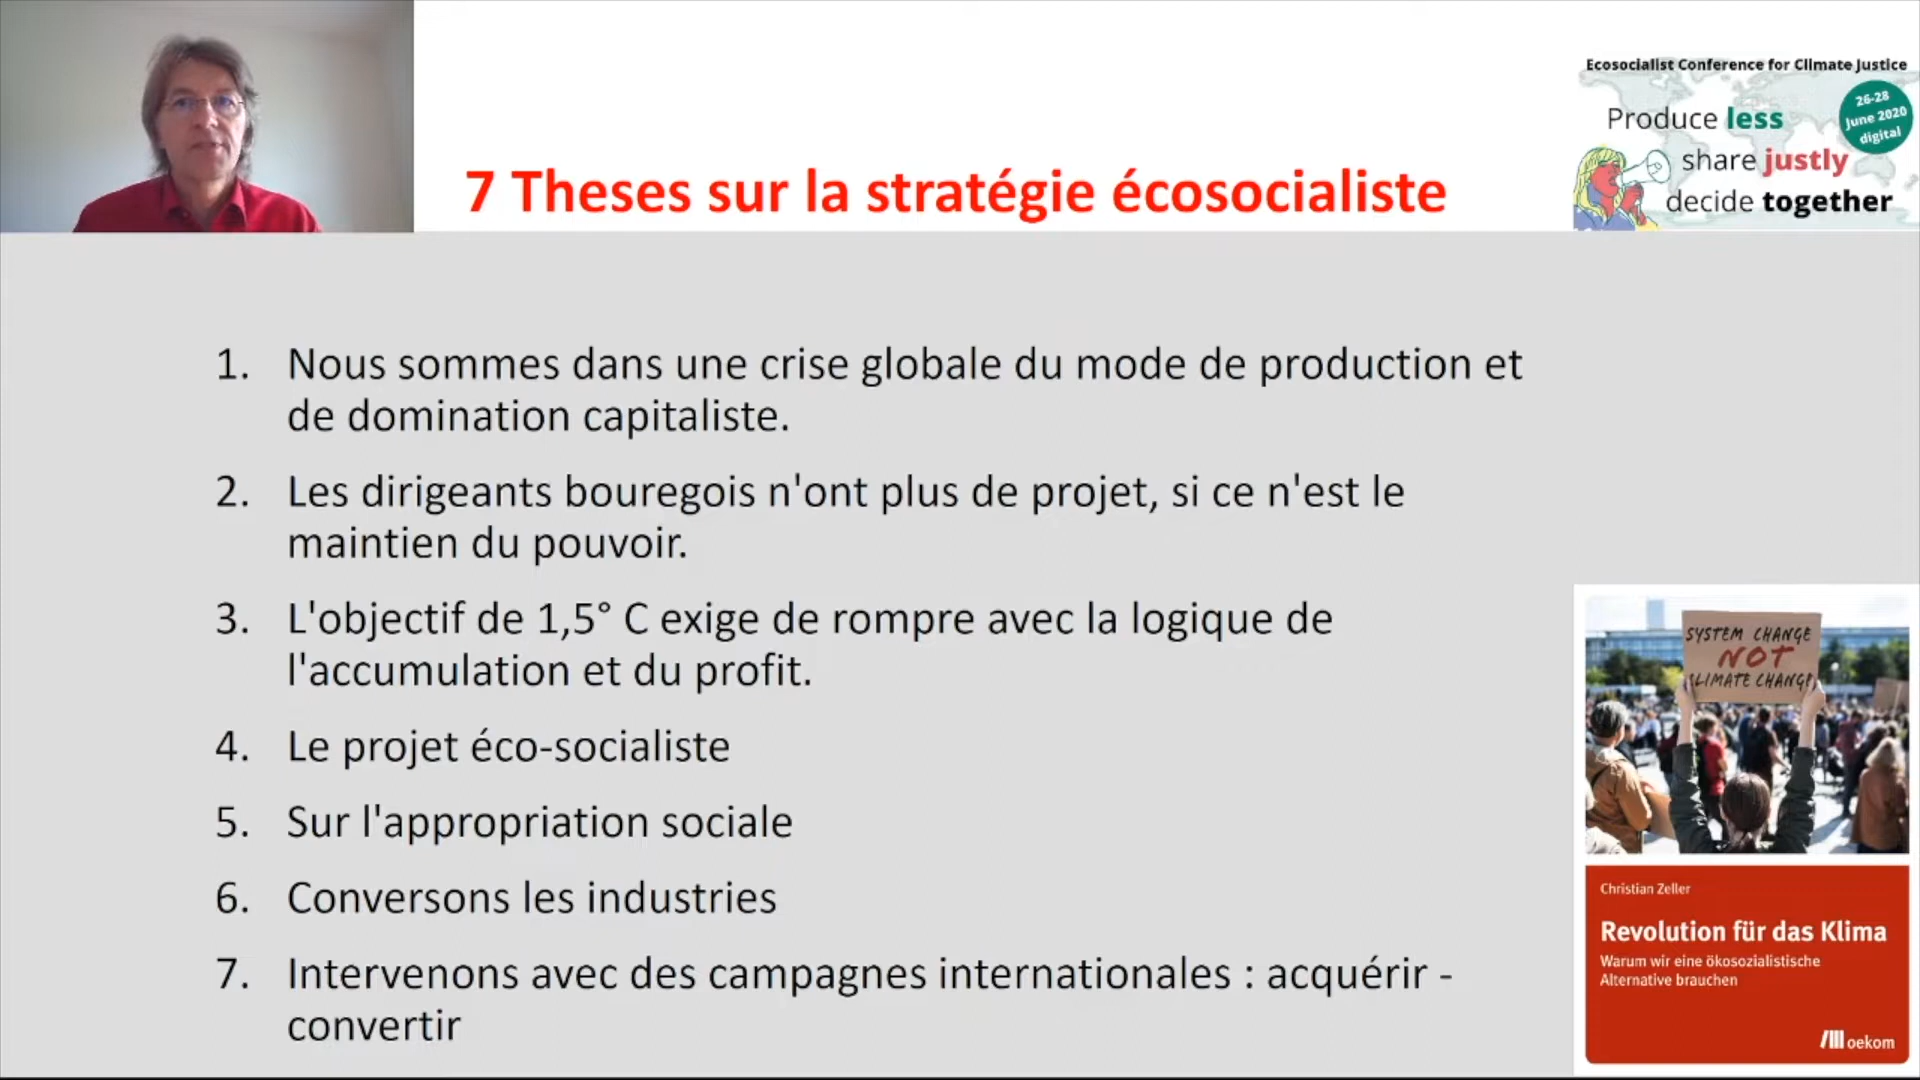 Ecosocialist Conference for Climate Justice
26-28
June 2020
digital
Produce less
share justly
decide together
7 Theses sur la stratégie écosocialiste
1. Nous sommes dans une crise globale du mode de production et
de domination capitaliste.
2. Les dirigeants bouregois n'ont plus de projet, si ce n'est le
maintien du pouvoir.
3. L'objectif de 1,5° C exige de rompre avec la logique de
l'accumulation et du profit.
4. Le projet éco-socialiste
5. Sur l'appropriation sociale
6. Conversons les industries
7. Intervenons avec des campagnes internationales : acquérir -
convertir
SYSTEM CHANGE
NOT
CLIMATE CHANGE
Christian Zeller
Revolution für das Klima
Warum wir eine ökosozialistische
Alternative brauchen
oekom